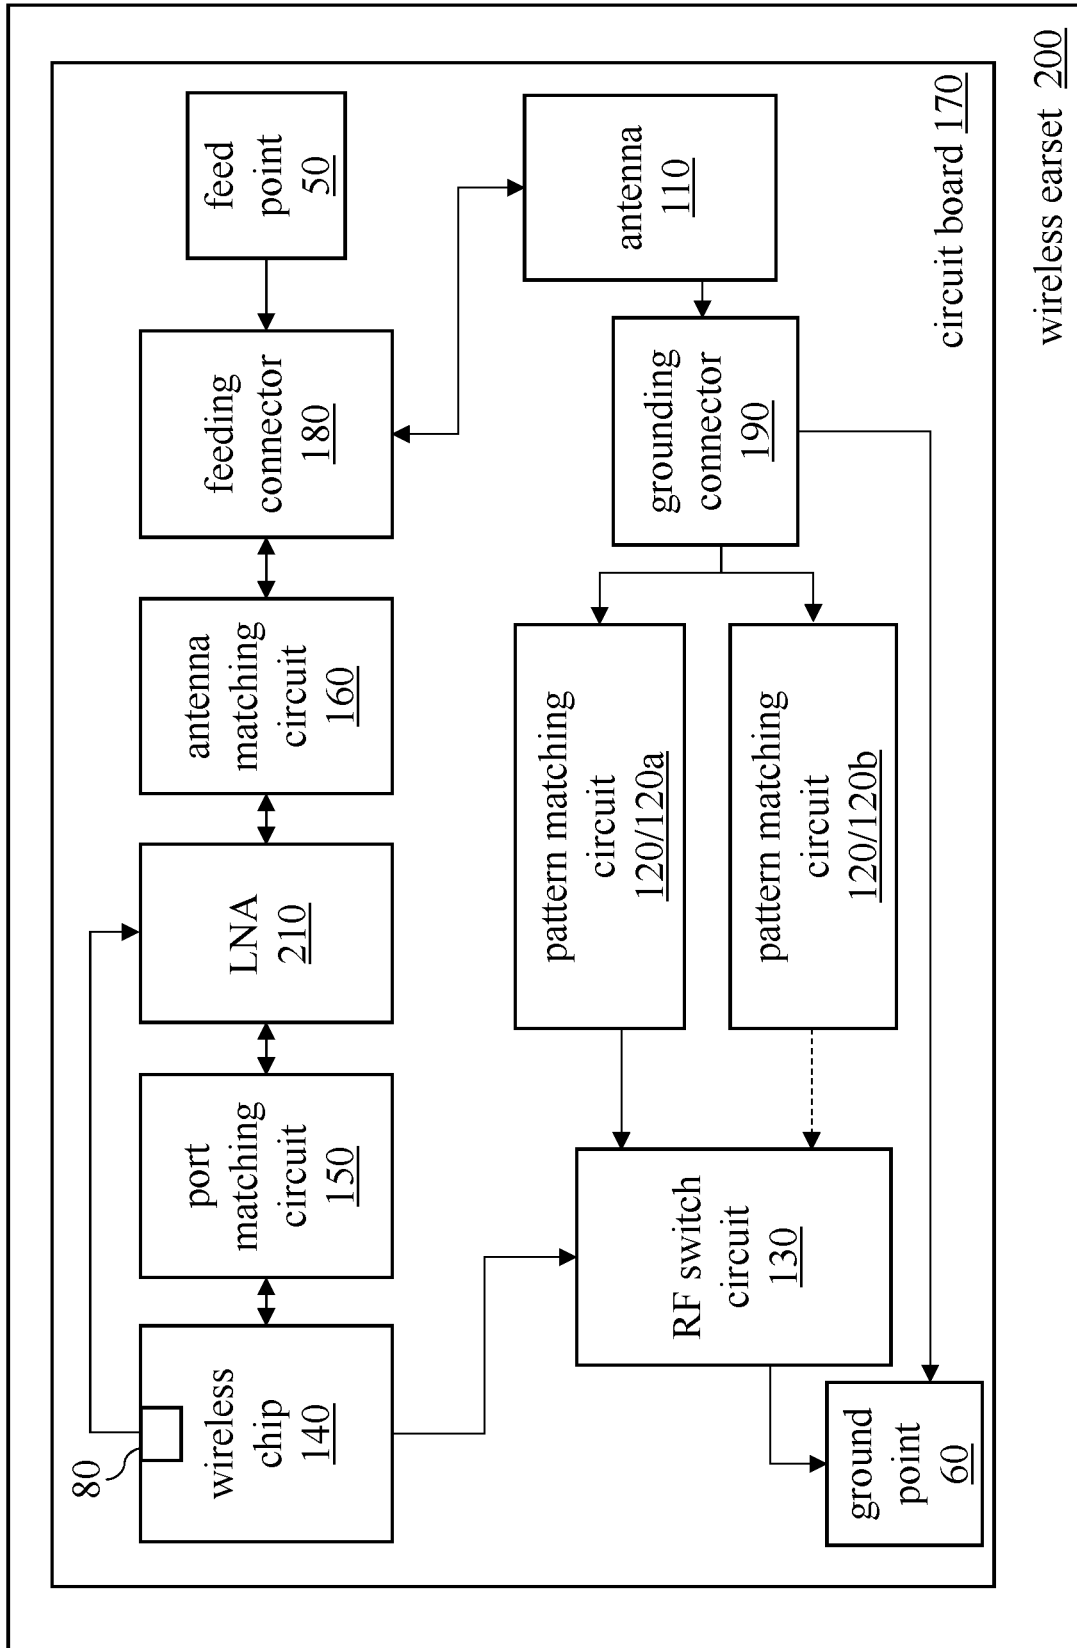 80
wireless
chip
140
port
matching
circuit
150
LNA
210
antenna
matching
circuit
160
feeding
connector
180
feed
point
50
RF switch
circuit
130
pattern matching
circuit
120/120a
pattern matching
circuit
120/120b
grounding
connector
190
antenna
110
ground
point
60
circuit board 170
wireless earset 200